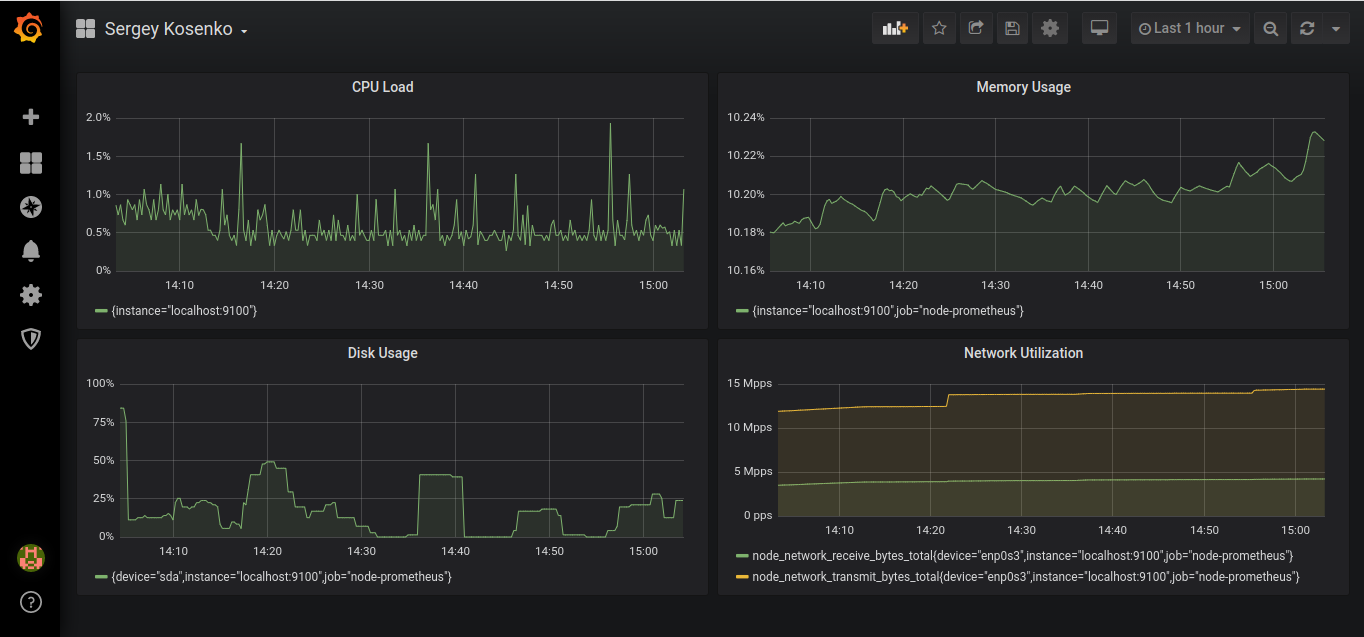 Sergey Kosenko
Last 1 hour
CPU Load
2.0%
1.5%
1.0%
0.5%
0%
14:10 14:20 14:30 14:40 14:50 15:00
{instance="localhost:9100"}
Memory Usage
10.24%
10.22%
10.20%
10.18%
10.16%
14:10 14:20 14:30 14:40 14:50 15:00
{instance="localhost:9100",job="node-prometheus"}
Disk Usage
100%
75%
50%
25%
0%
14:10 14:20 14:30 14:40 14:50 15:00
{device="sda",instance="localhost:9100",job="node-prometheus"}
Network Utilization
15 Mpps
10 Mpps
5 Mpps
0 pps
14:10 14:20 14:30 14:40 14:50 15:00
node_network_receive_bytes_total{device="enp0s3",instance="localhost:9100",job="node-prometheus"}
node_network_transmit_bytes_total{device="enp0s3",instance="localhost:9100",job="node-prometheus"}